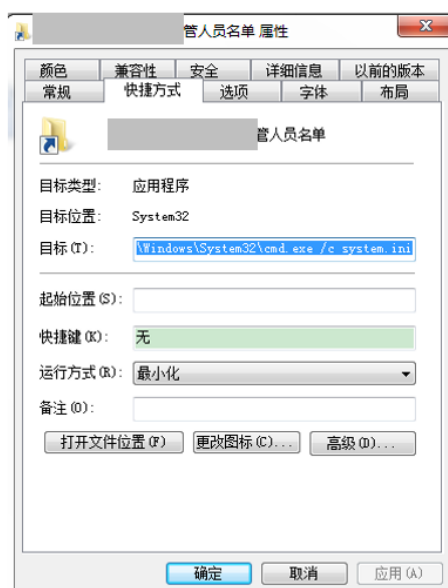 管人员名单 属性
颜色 兼容性 安全 详细信息 以前的版本
常规 快捷方式 选项 字体 布局
管人员名单
目标类型: 应用程序
目标位置: System32
目标(T): \Windows\System32\cmd.exe /c system.ini
起始位置(S):
快捷键(K): 无
运行方式(R): 最小化
备注(O):
打开文件位置(F) 更改图标(C)... 高级(D)...
确定 取消 应用(A)